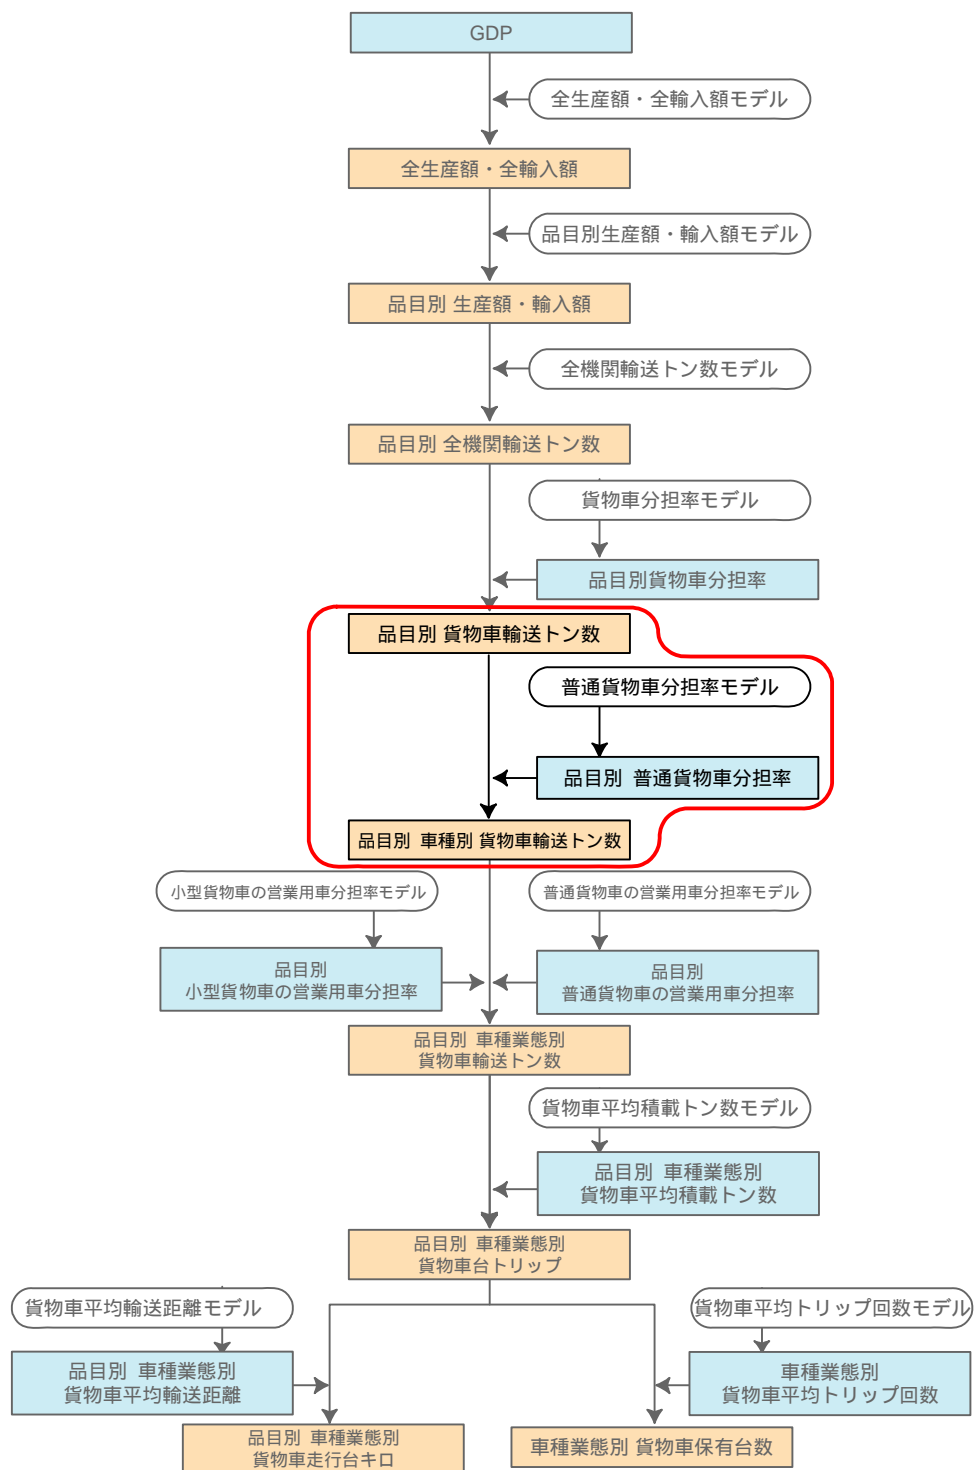 GDP
全生産額・全輸入額モデル
全生産額・全輸入額
品目別生産額・輸入額モデル
品目別 生産額・輸入額
全機関輸送トン数モデル
品目別 全機関輸送トン数
貨物車分担率モデル
品目別貨物車分担率
品目別 貨物車輸送トン数
普通貨物車分担率モデル
品目別 普通貨物車分担率
品目別 車種別 貨物車輸送トン数
小型貨物車の営業用車分担率モデル
普通貨物車の営業用車分担率モデル
品目別
小型貨物車の営業用車分担率
品目別
普通貨物車の営業用車分担率
品目別 車種業態別
貨物車輸送トン数
貨物車平均積載トン数モデル
品目別 車種業態別
貨物車平均積載トン数
品目別 車種業態別
貨物車台トリップ
貨物車平均輸送距離モデル
貨物車平均トリップ回数モデル
品目別 車種業態別
貨物車平均輸送距離
車種業態別
貨物車平均トリップ回数
品目別 車種業態別
貨物車走行台キロ
車種業態別 貨物車保有台数